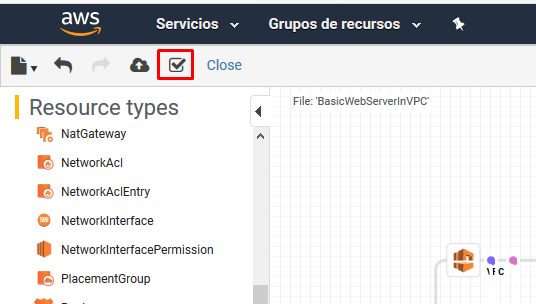 aws
Servicios
Grupos de recursos
Close
Resource types
File: 'BasicWebServerInVPC'
NatGateway
NetworkAcl
NetworkAclEntry
NetworkInterface
NetworkInterfacePermission
VPC
PlacementGroup